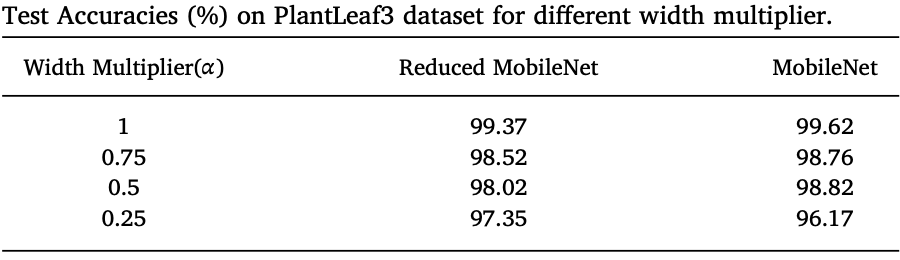 Test Accuracies (%) on PlantLeaf3 dataset for different width multiplier.
Width Multiplier(α) Reduced MobileNet MobileNet
1 99.37 99.62
0.75 98.52 98.76
0.5 98.02 98.82
0.25 97.35 96.17